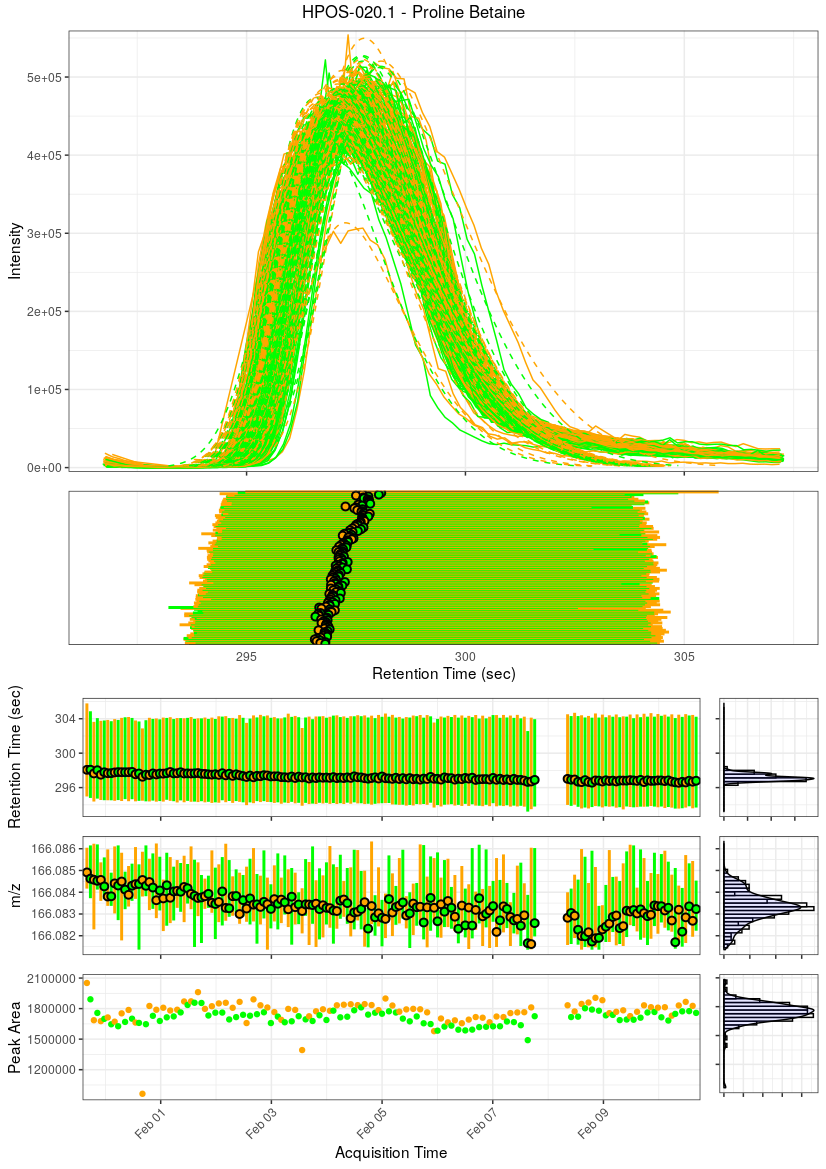 HPOS-020.1 - Proline Betaine
5e+05
4e+05
3e+05
2e+05
1e+05
0e+00
Intensity
295
300
305
Retention Time (sec)
304
300
296
Retention Time (sec)
166.086
166.085
166.084
166.083
166.082
m/z
2100000
1800000
1500000
1200000
Peak Area
Feb 01
Feb 03
Feb 05
Feb 07
Feb 09
Acquisition Time